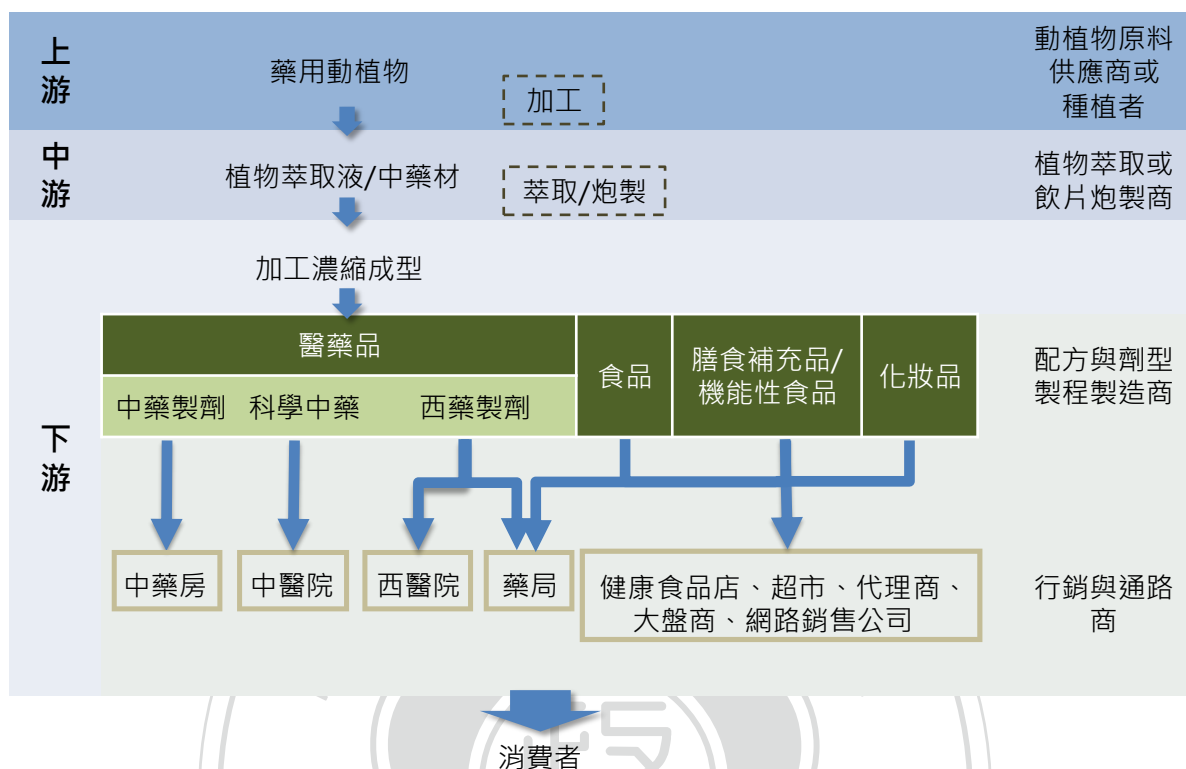 上
游
藥用動植物
加工
動植物原料
供應商或
種植者
中
游
植物萃取液/中藥材
萃取/炮製
植物萃取或
飲片炮製商
下
游
加工濃縮成型
醫藥品
中藥製劑 科學中藥 西藥製劑
食品
膳食補充品/
機能性食品
化妝品
配方與劑型
製程製造商
中藥房
中醫院
西醫院
藥局
健康食品店、超市、代理商、
大盤商、網路銷售公司
行銷與通路
商
消費者